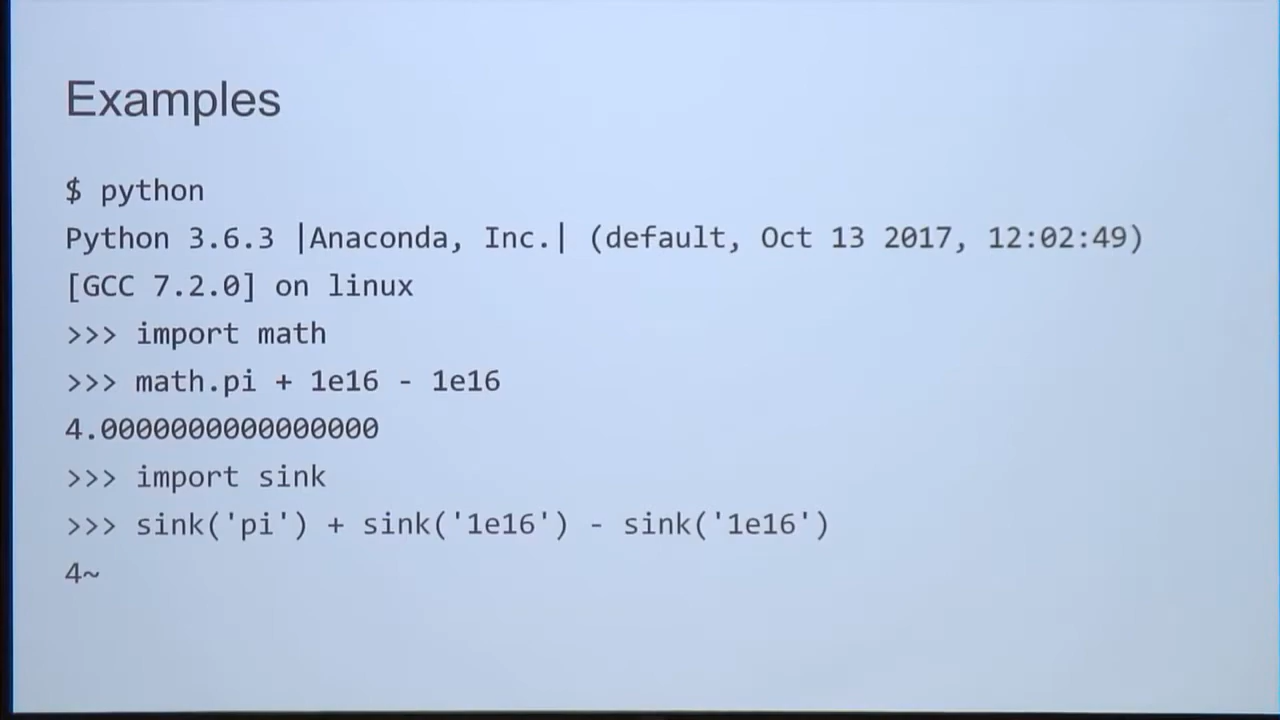 Examples
$ python
Python 3.6.3 |Anaconda, Inc.| (default, Oct 13 2017, 12:02:49)
[GCC 7.2.0] on linux
>>> import math
>>> math.pi + 1e16 - 1e16
4.0000000000000000
>>> import sink
>>> sink('pi') + sink('1e16') - sink('1e16')
4~